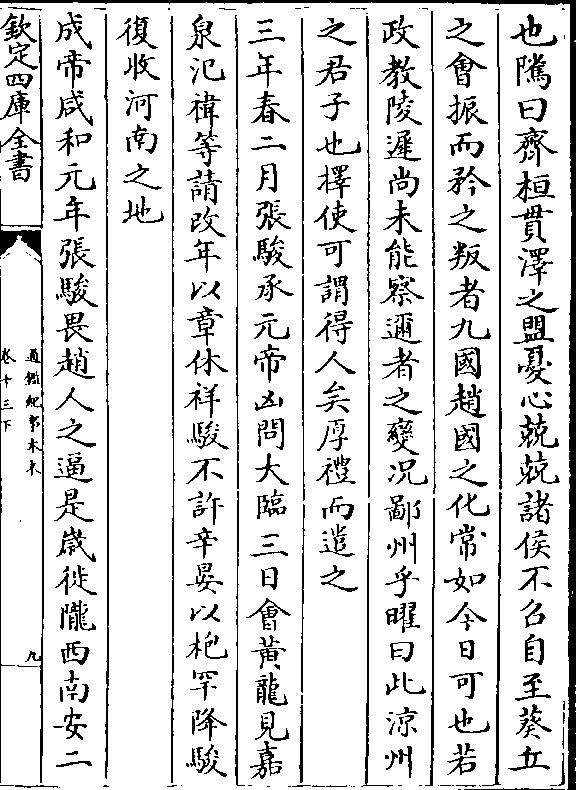 也隲曰齊桓貫澤之盟憂心兢兢諸侯不召自至葵丘
之會振而矜之叛者九國趙國之化常如今日可也若
政教陵遲尚未能察邇者之變况鄙州乎曜曰此涼州
之君子也擇使可謂得人矣厚禮而遣之
三年春二月張駿承元帝凶問大臨三日會黄龍見嘉
泉氾禕等請改年以章休祥駿不許辛晏以枹罕降駿
復收河南之地
成帝咸和元年張駿畏趙人之逼是歲徙隴西南安二
欽定四庫全書
通鑑紀事本末
卷十三下
九